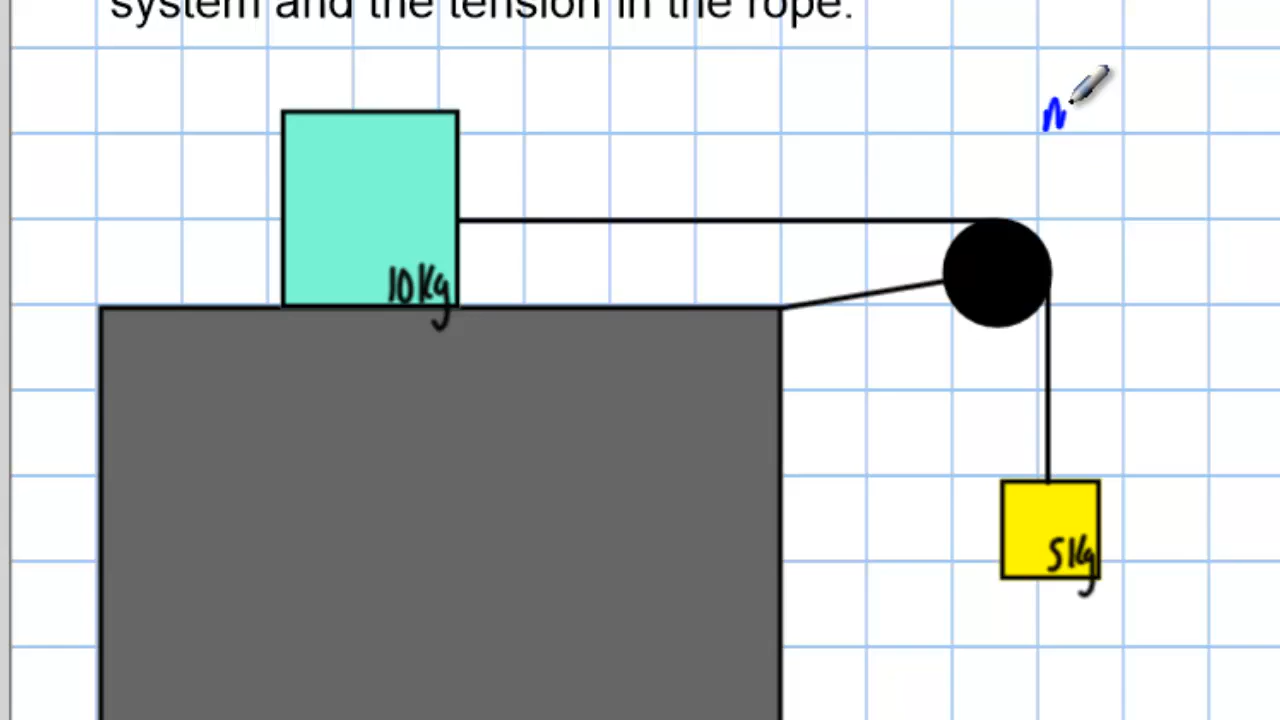 system and the tension in the rope.
n
10Kg
5Kg